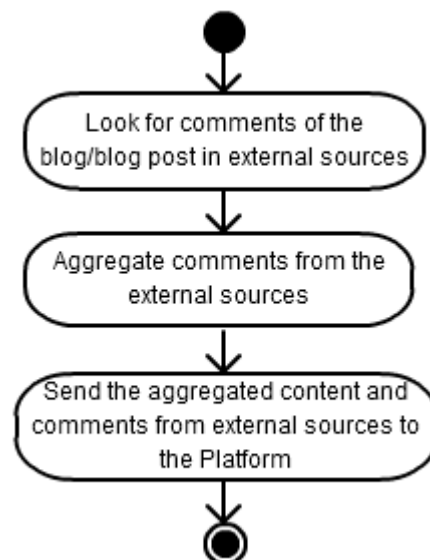 Look for comments of the
blog/blog post in external sources
Aggregate comments from the
external sources
Send the aggregated content and
comments from external sources to
the Platform